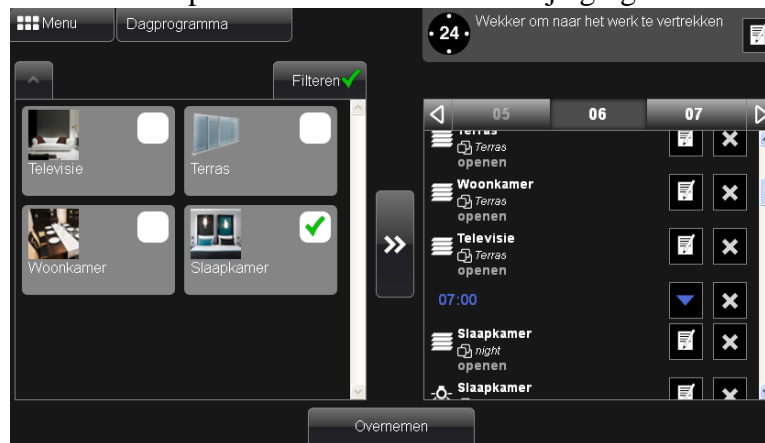 Menu
Dagprogramma
24
Wekker om naar het werk te vertrekken
Filteren
Televisie
Terras
Woonkamer
Slaapkamer
05
06
07
Terras
Terras
openen
Woonkamer
Terras
openen
Televisie
Terras
openen
07:00
Slaapkamer
night
openen
Slaapkamer
Overnemen